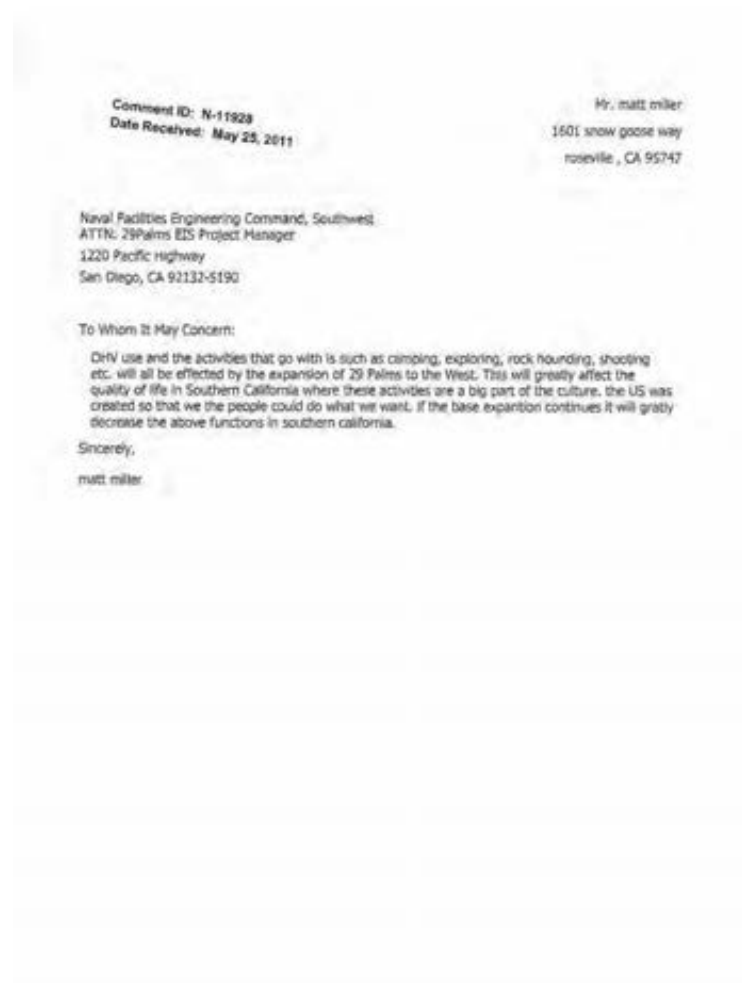 Comment ID: N-11928
Date Received: May 25, 2011
Mr. matt miller
1601 snow goose way
roseville , CA 95747
Naval Facilities Engineering Command, Southwest
ATTN: 29Palms EIS Project Manager
1220 Pacific Highway
San Diego, CA 92132-5190
To Whom It May Concern:
OHV use and the activities that go with is such as camping, exploring, rock hounding, shooting
etc. will all be effected by the expansion of 29 Palms to the West. This will greatly affect the
quality of life in Southern California where these activities are a big part of the culture. the US was
created so that we the people could do what we want. if the base expantion continues it will gratly
decrease the above functions in southern california.
Sincerely,
matt miller